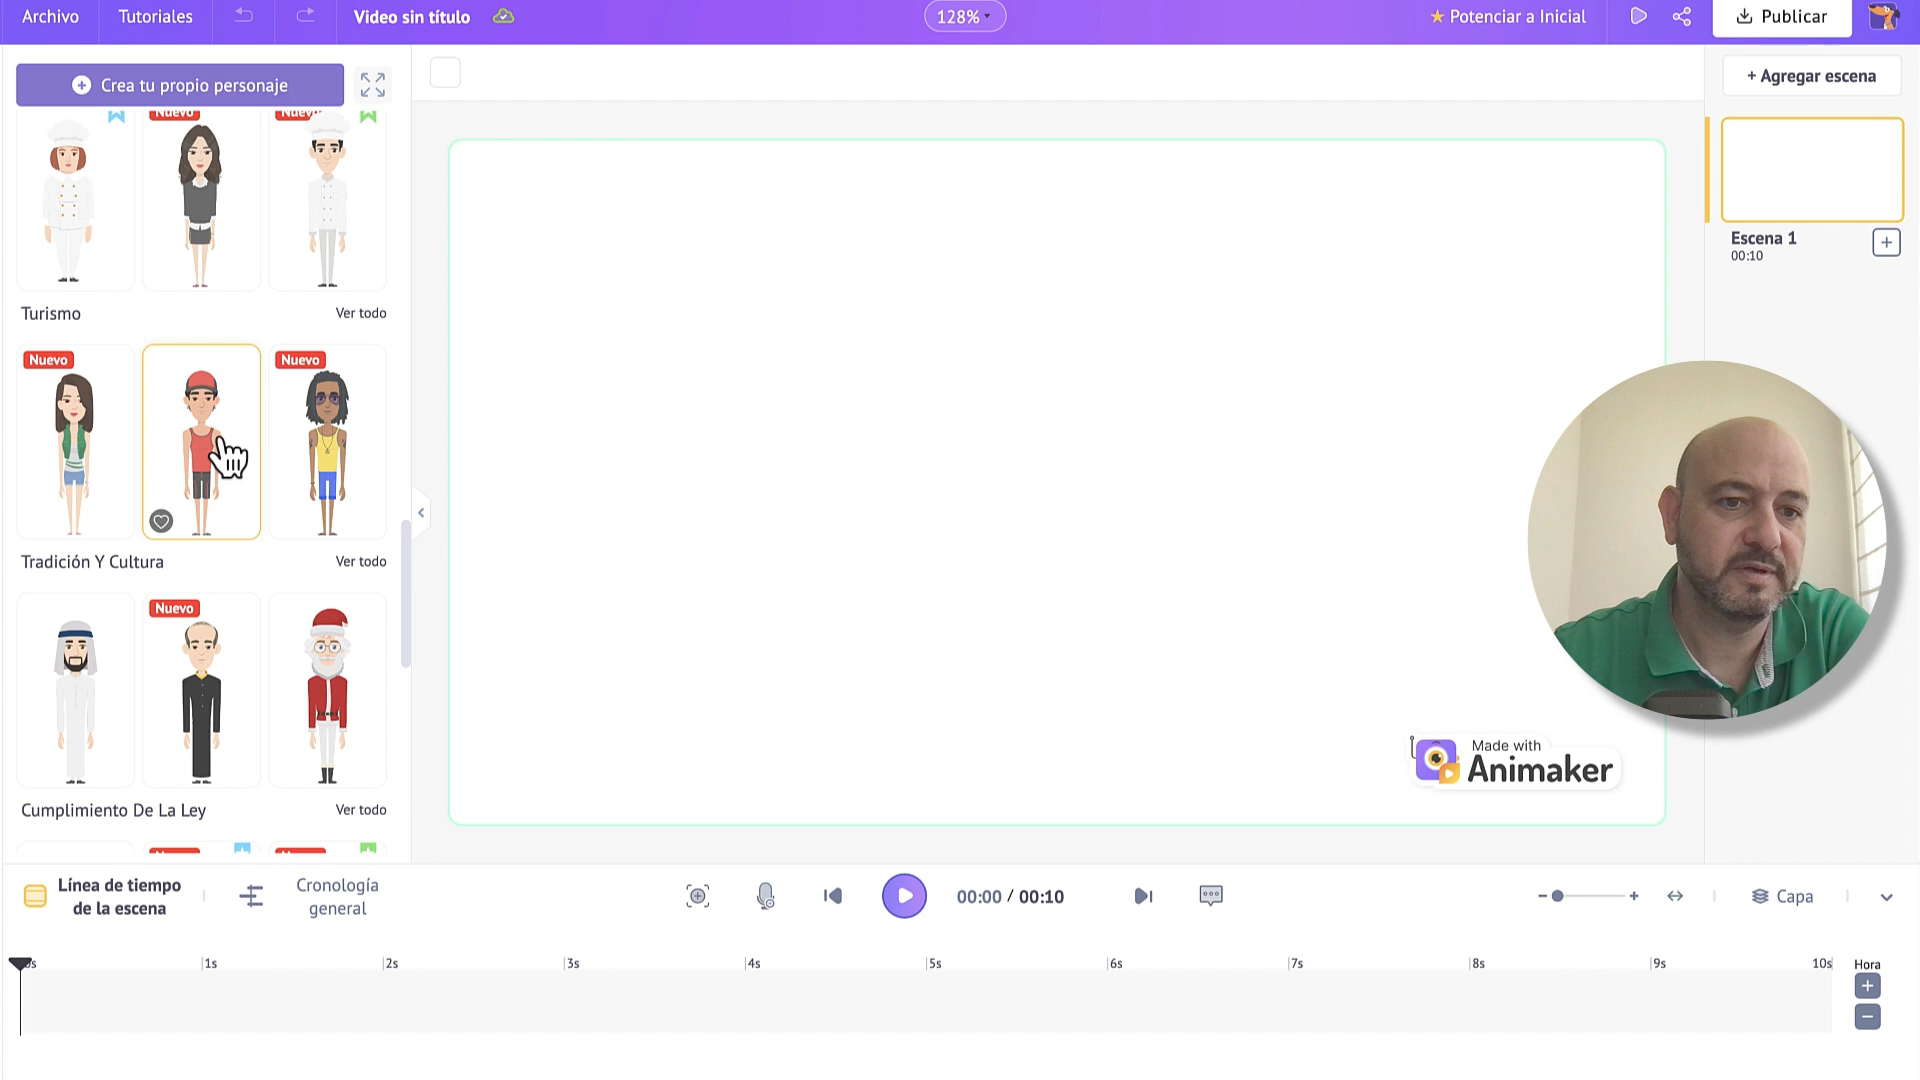 Archivo
Tutoriales
Video sin título
128%
Potenciar a Inicial
Publicar
Crea tu propio personaje
+ Agregar escena
Nuevo
Nuevo
Escena 1
00:10
Turismo
Ver todo
Nuevo
Nuevo
Tradición Y Cultura
Ver todo
Nuevo
Made with
Animaker
Cumplimiento De La Ley
Ver todo
Línea de tiempo
de la escena
Cronología
general
00:00 / 00:10
Capa
1s
2s
3s
4s
5s
6s
7s
8s
9s
10s
Hora